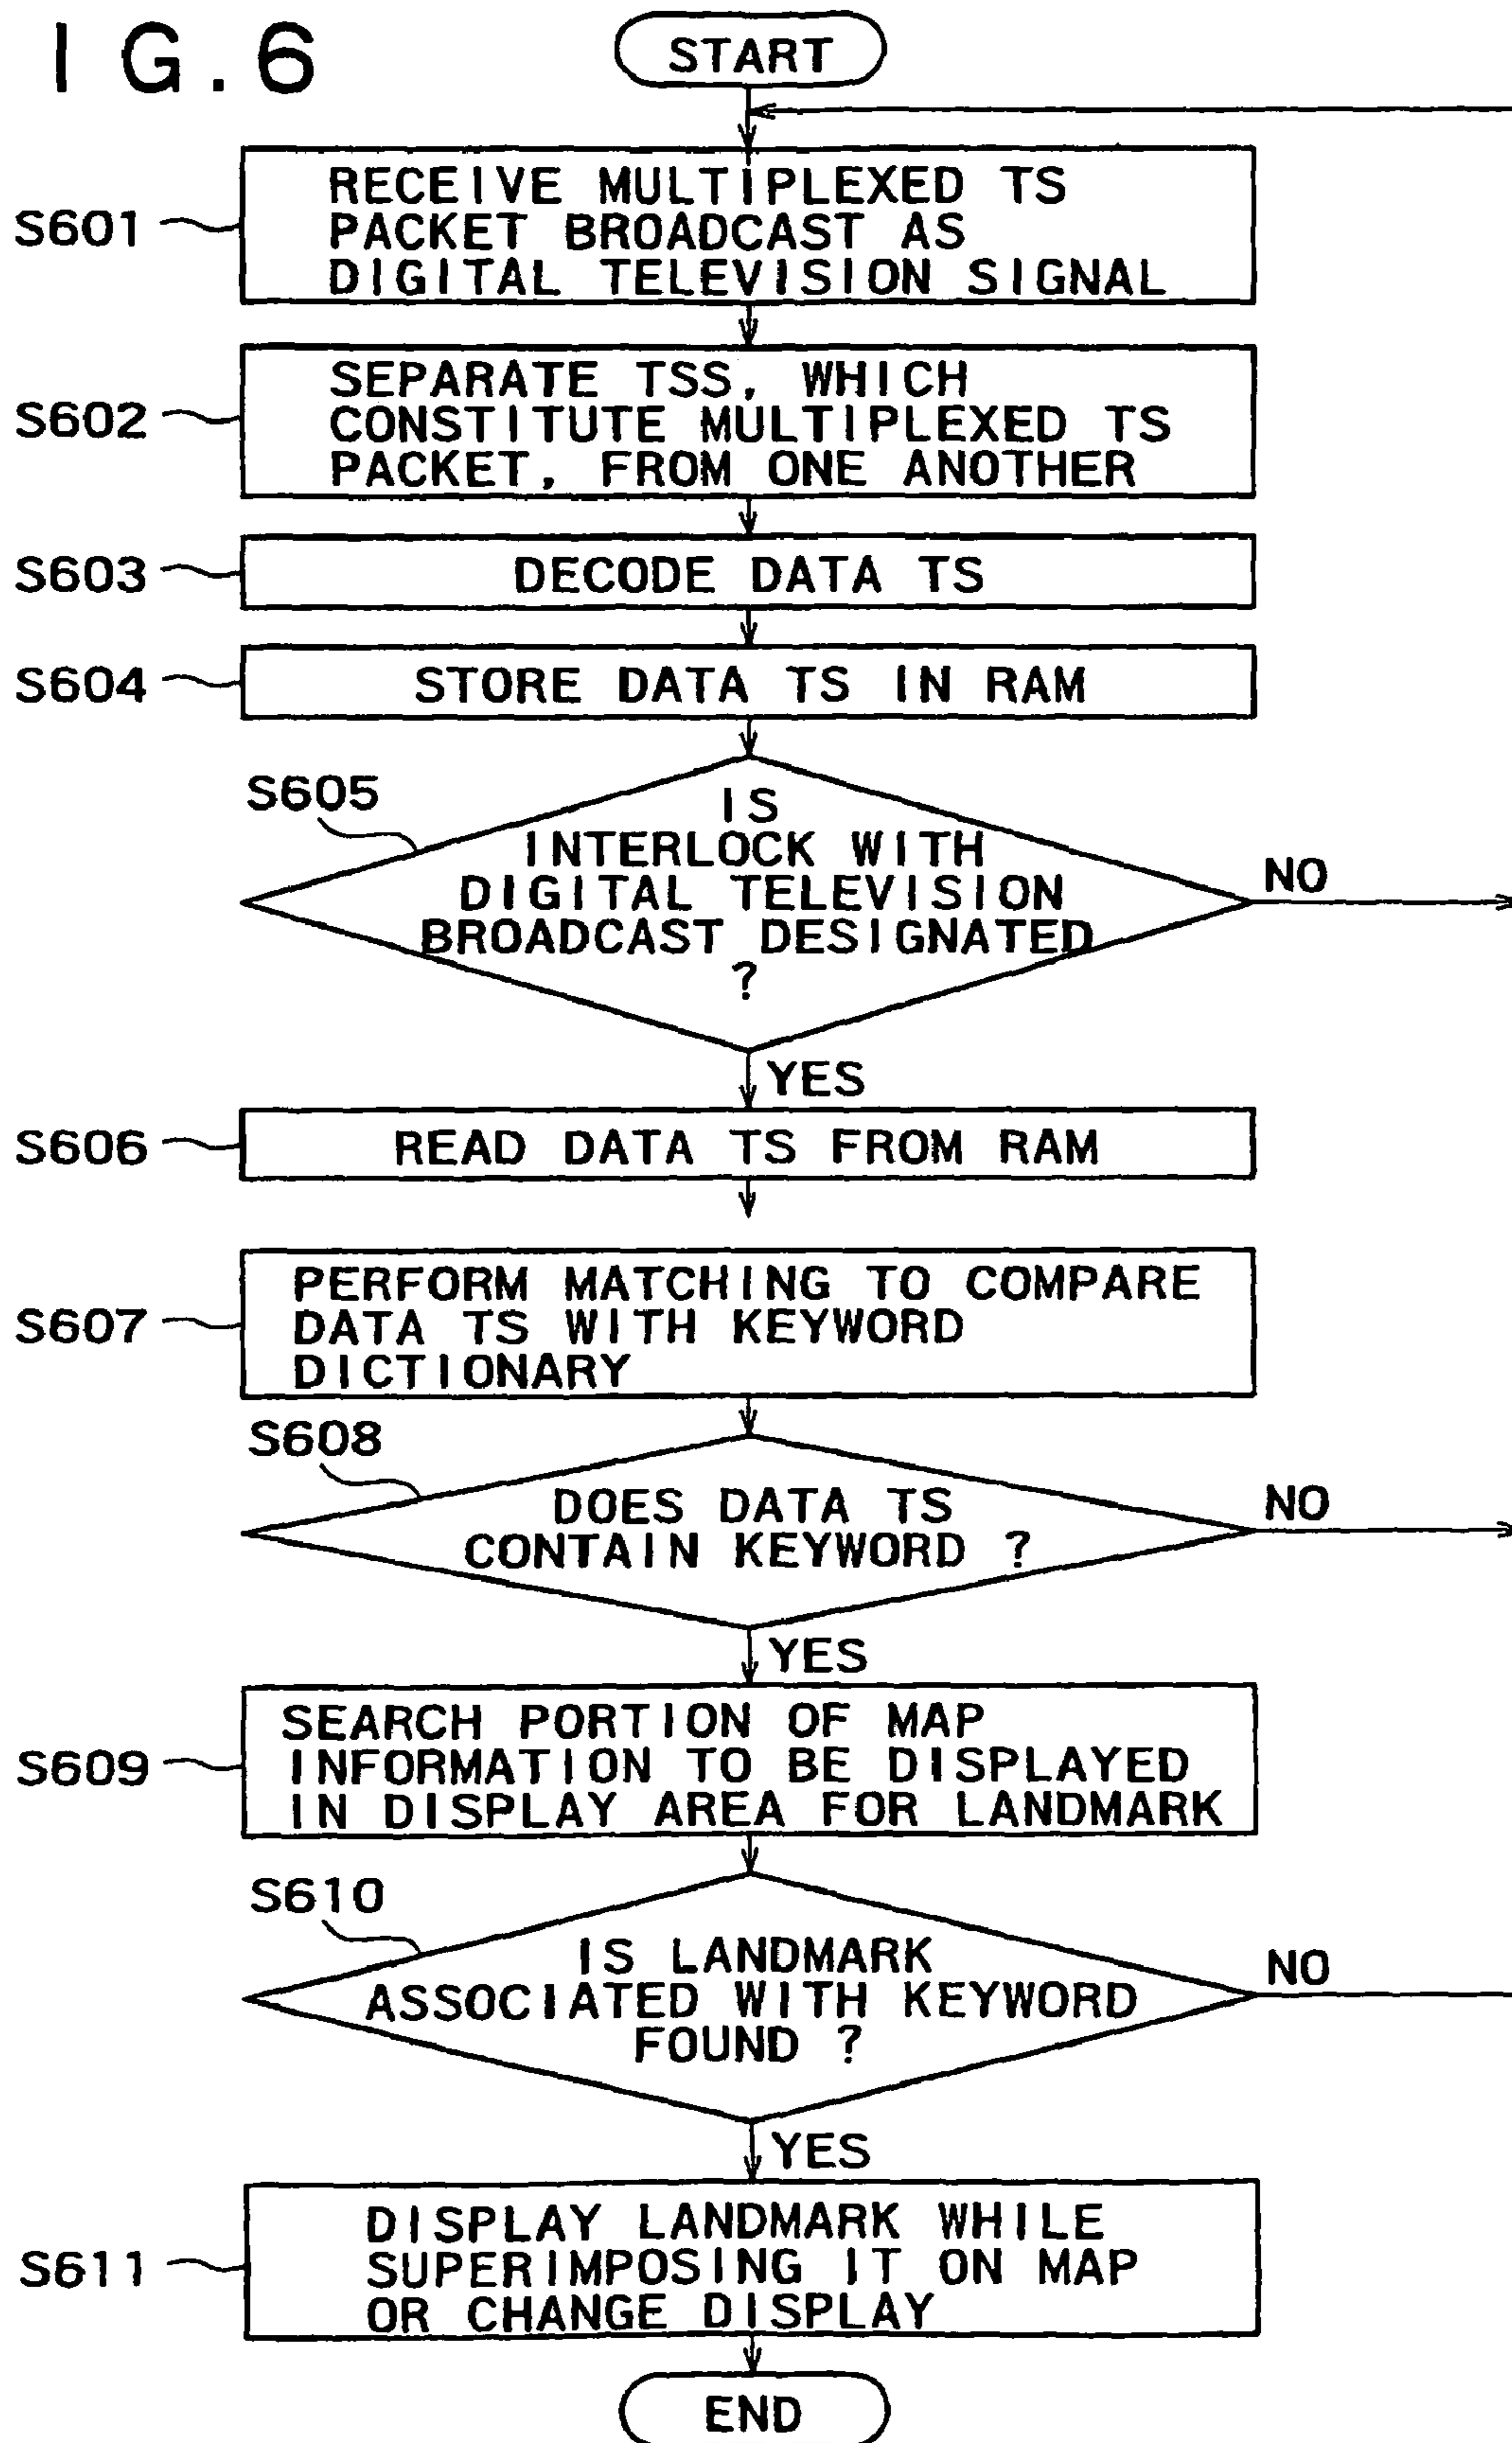 IG.6
START
S601
RECEIVE MULTIPLEXED TS
PACKET BROADCAST AS
DIGITAL TELEVISION SIGNAL
S602
SEPARATE TSS, WHICH
CONSTITUTE MULTIPLEXED TS
PACKET, FROM ONE ANOTHER
S603
DECODE DATA TS
S604
STORE DATA TS IN RAM
S605
IS
INTERLOCK WITH
DIGITAL TELEVISION
BROADCAST DESIGNATED
?
NO
YES
S606
READ DATA TS FROM RAM
S607
PERFORM MATCHING TO COMPARE
DATA TS WITH KEYWORD
DICTIONARY
S608
DOES DATA TS
CONTAIN KEYWORD ?
NO
YES
S609
SEARCH PORTION OF MAP
INFORMATION TO BE DISPLAYED
IN DISPLAY AREA FOR LANDMARK
S610
IS LANDMARK
ASSOCIATED WITH KEYWORD
FOUND ?
NO
YES
S611
DISPLAY LANDMARK WHILE
SUPERIMPOSING IT ON MAP
OR CHANGE DISPLAY
END